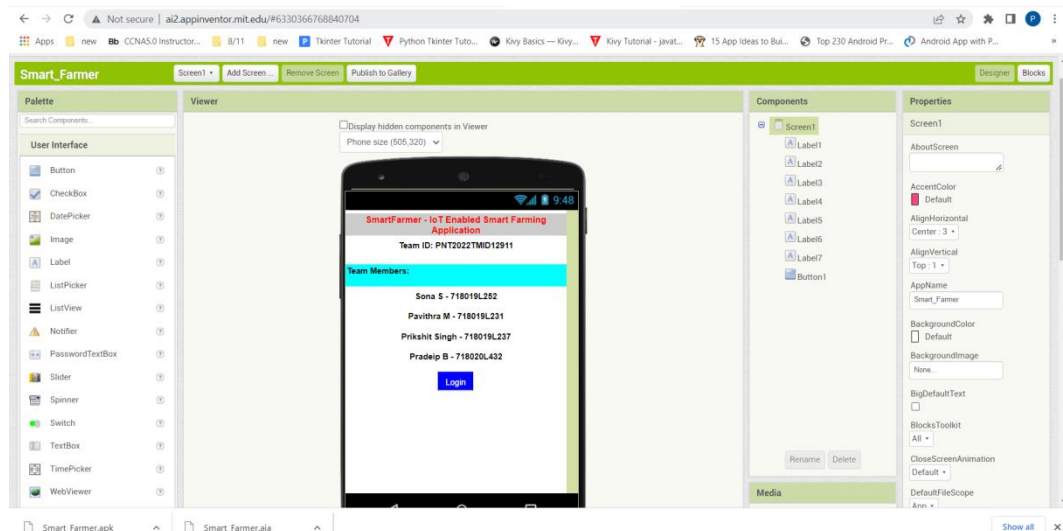 Not secure | ai2.appinventor.mit.edu/#6330366768840704
Apps new Bb CCNA5.0 Instructor... 8/11 new P Tkinter Tutorial Python Tkinter Tuto... Kivy Basics — Kivy... Kivy Tutorial - javat... 15 App Ideas to Bui... Top 230 Android Pr... Android App with P... »
Smart_Farmer Screen1 Add Screen ... Remove Screen Publish to Gallery Designer Blocks
Palette
Search Components...
User Interface
Button
CheckBox
DatePicker
Image
Label
ListPicker
ListView
Notifier
PasswordTextBox
Slider
Spinner
Switch
TextBox
TimePicker
WebViewer
Viewer
Display hidden components in Viewer
Phone size (505,320)
9:48
SmartFarmer - IoT Enabled Smart Farming
Application
Team ID: PNT2022TMID12911
Team Members:
Sona S - 718019L252
Pavithra M - 718019L231
Prikshit Singh - 718019L237
Pradeip B - 718020L432
Login
Components
Screen1
Label1
Label2
Label3
Label4
Label5
Label6
Label7
Button1
Rename Delete
Media
Properties
Screen1
AboutScreen
AccentColor
Default
AlignHorizontal
Center : 3
AlignVertical
Top : 1
AppName
Smart_Farmer
BackgroundColor
Default
BackgroundImage
None...
BigDefaultText
BlocksToolkit
All
CloseScreenAnimation
Default
DefaultFileScope
App
Smart_Farmer.apk Smart_Farmer.aia Show all